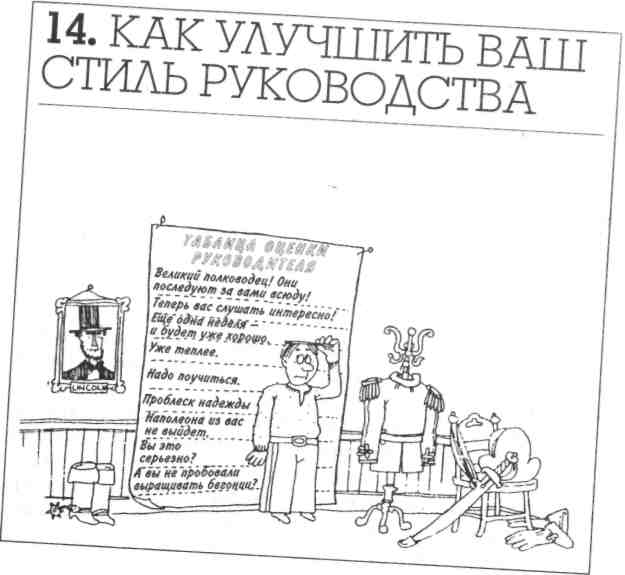 14. КАК УЛУЧШИТЬ ВАШ
СТИЛЬ РУКОВОДСТВА
ТАБЛИЦА ОЦЕНКИ
РУКОВОДИТЕЛЯ
Великий полководец! Они
последуют за вами всюду!
Теперь вас слушать интересно!
Ещё одна неделя –
и будет уже хорошо.
Уже теплее.
Надо поучиться.
Проблеск надежды
Наполеона из вас
не выйдет.
Вы это
серьезно?
А вы не пробовали
выращивать бегонии?
LINCOLN